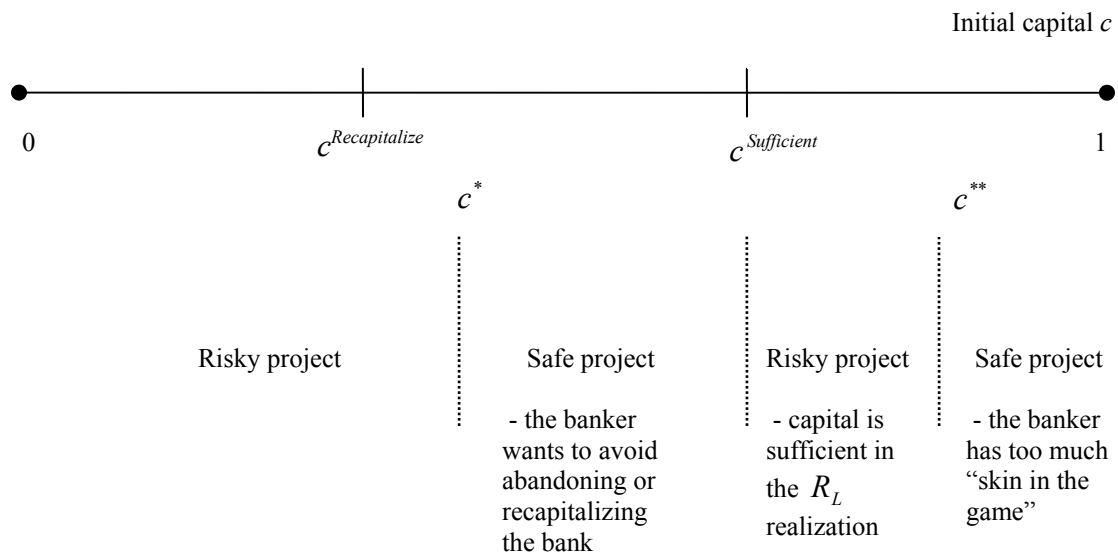 Initial capital c
0
c^Recapitalize
c^Sufficient
1
c^*
c^**
Risky project
Safe project
Risky project
Safe project
- the banker
wants to avoid
abandoning or
recapitalizing
the bank
- capital is
sufficient in
the R_L
realization
- the banker
has too much
“skin in the
game”